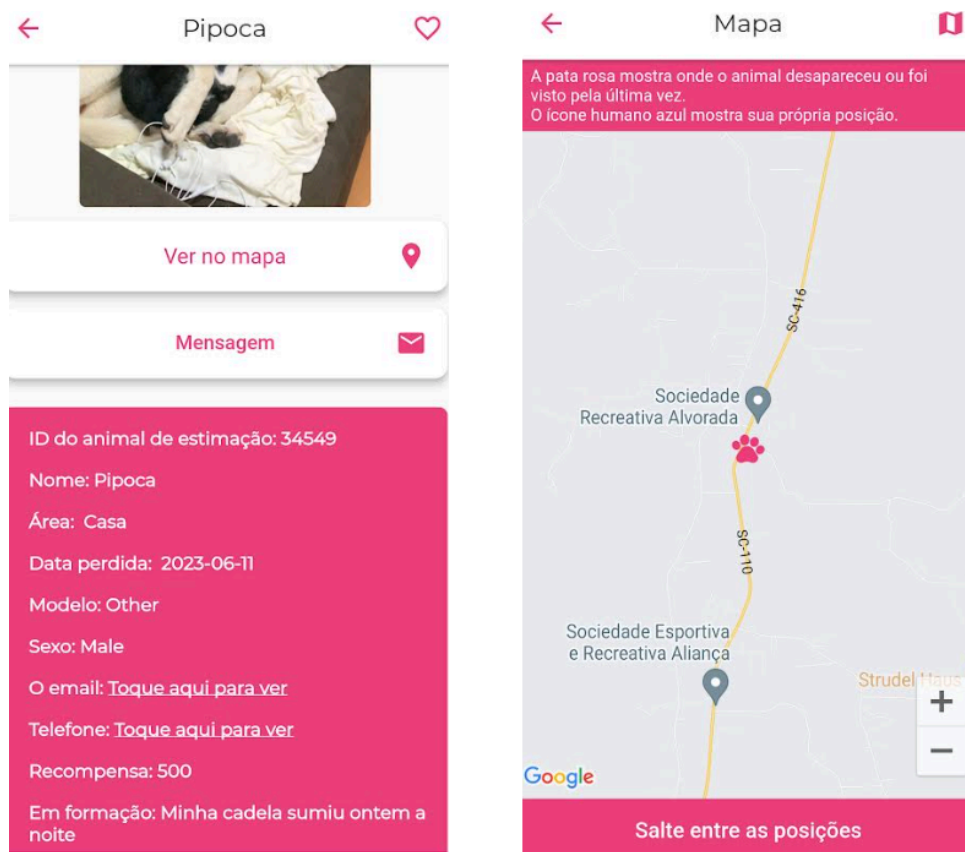 Pipoca
Ver no mapa
Mensagem
ID do animal de estimação: 34549
Nome: Pipoca
Área: Casa
Data perdida: 2023-06-11
Modelo: Other
Sexo: Male
O email: Toque aqui para ver
Telefone: Toque aqui para ver
Recompensa: 500
Em formação: Minha cadela sumiu ontem a
noite
Mapa
A pata rosa mostra onde o animal desapareceu ou foi
visto pela última vez.
O ícone humano azul mostra sua própria posição.
SC-416
Sociedade
Recreativa Alvorada
SC-110
Sociedade Esportiva
e Recreativa Aliança
Strudel Haus
Google
Salte entre as posições